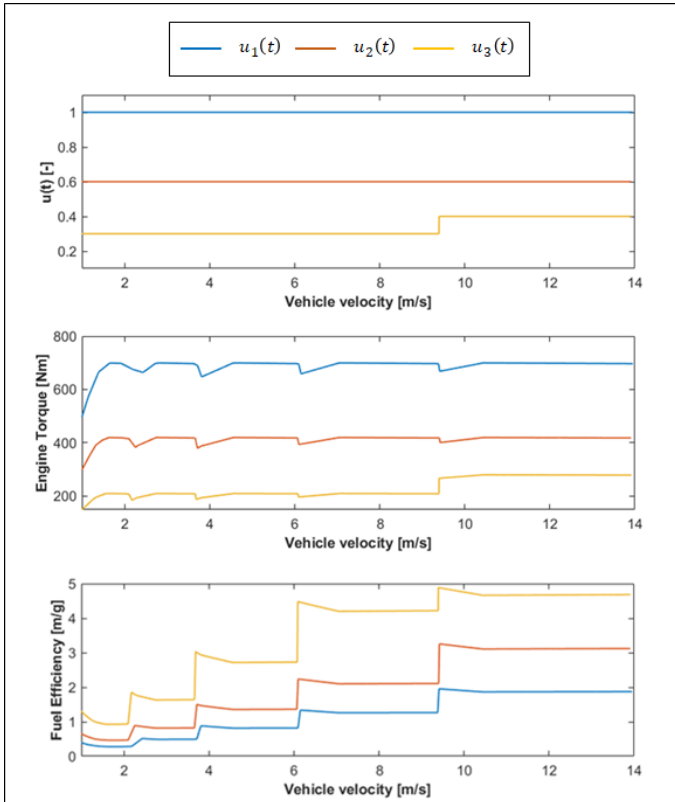 u₁(t) u₂(t) u₃(t)
1
0.8
0.6
0.4
0.2
u(t) [-]
2 4 6 8 10 12 14
Vehicle velocity [m/s]
800
600
400
200
Engine Torque [Nm]
2 4 6 8 10 12 14
Vehicle velocity [m/s]
5
4
3
2
1
0
Fuel Efficiency [m/g]
2 4 6 8 10 12 14
Vehicle velocity [m/s]